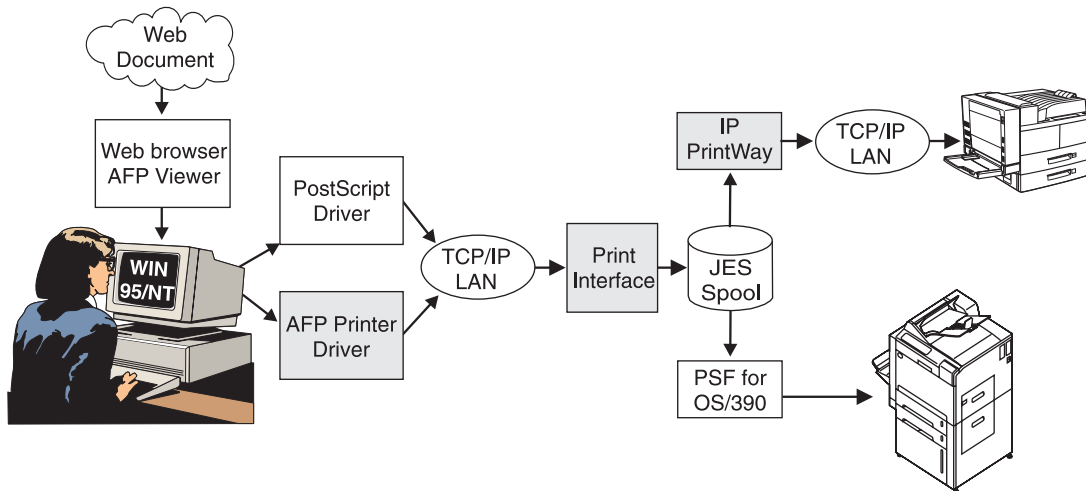 Web
Document
Web browser
AFP Viewer
WIN
95/NT
PostScript
Driver
AFP Printer
Driver
TCP/IP
LAN
Print
Interface
JES
Spool
IP
PrintWay
TCP/IP
LAN
PSF for
OS/390